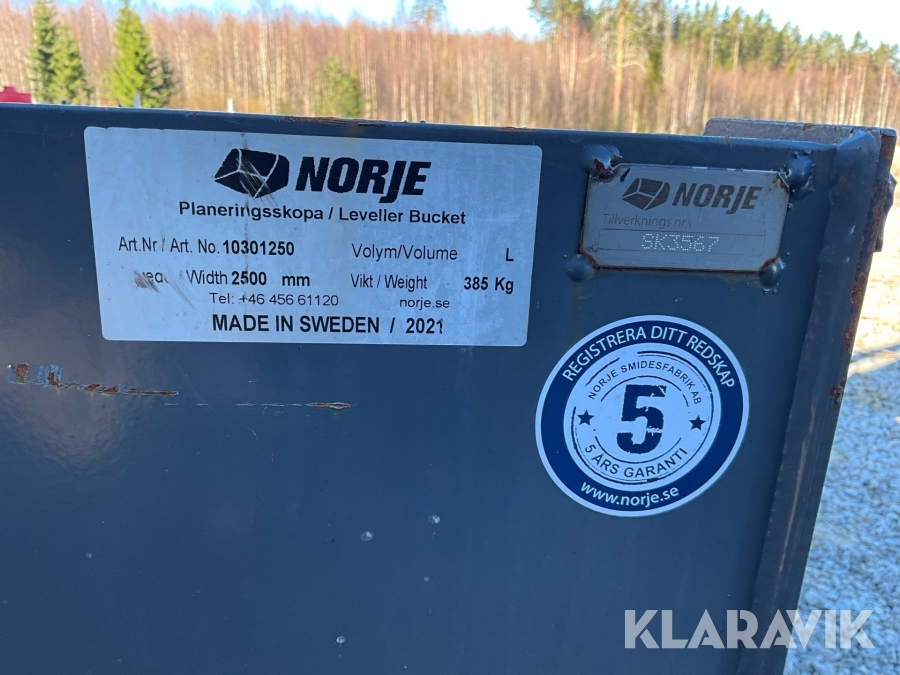 NORJE
Planeringsskopa / Leveller Bucket
Art.Nr / Art. No. 10301250 Volym/Volume L
/ Width 2500 mm Vikt / Weight 385 Kg
Tel: +46 456 61120 norje.se
MADE IN SWEDEN / 2021
NORJE
Tillverknings nr.
SK3567
REGISTRERA DITT REDSKAP
NORJE SMIDESFABRIK AB
5
5 ÅRS GARANTI
www.norje.se
KLARAVIK